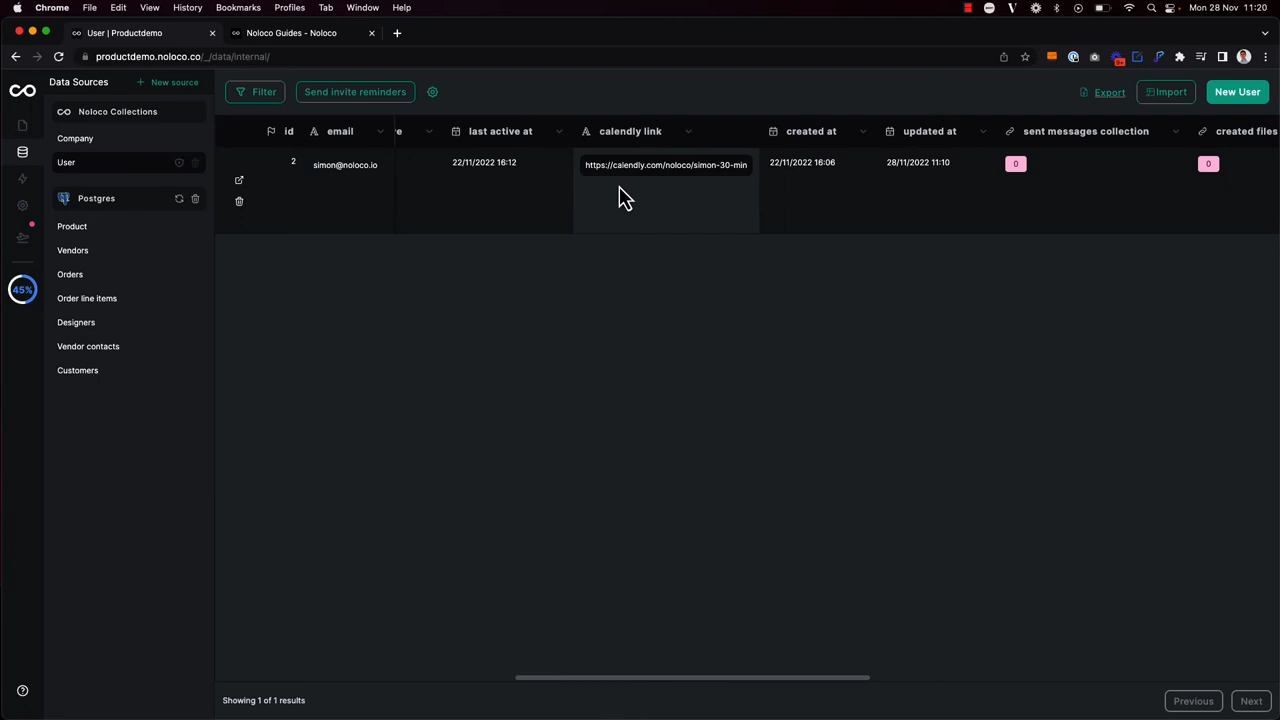 Chrome File Edit View History Bookmarks Profiles Tab Window Help Mon 28 Nov 11:20
User | Productdemo
Noloco Guides - Noloco
productdemo.noloco.co/_/data/internal/
Data Sources
New source
Filter
Send invite reminders
Export
Import
New User
Noloco Collections
Company
User
Postgres
Product
Vendors
Orders
Order line items
Designers
Vendor contacts
Customers
45%
id email last active at calendly link created at updated at sent messages collection created files
2 simon@noloco.io 22/11/2022 16:12 https://calendly.com/noloco/simon-30-min 22/11/2022 16:06 28/11/2022 11:10 0 0
Showing 1 of 1 results
Previous
Next